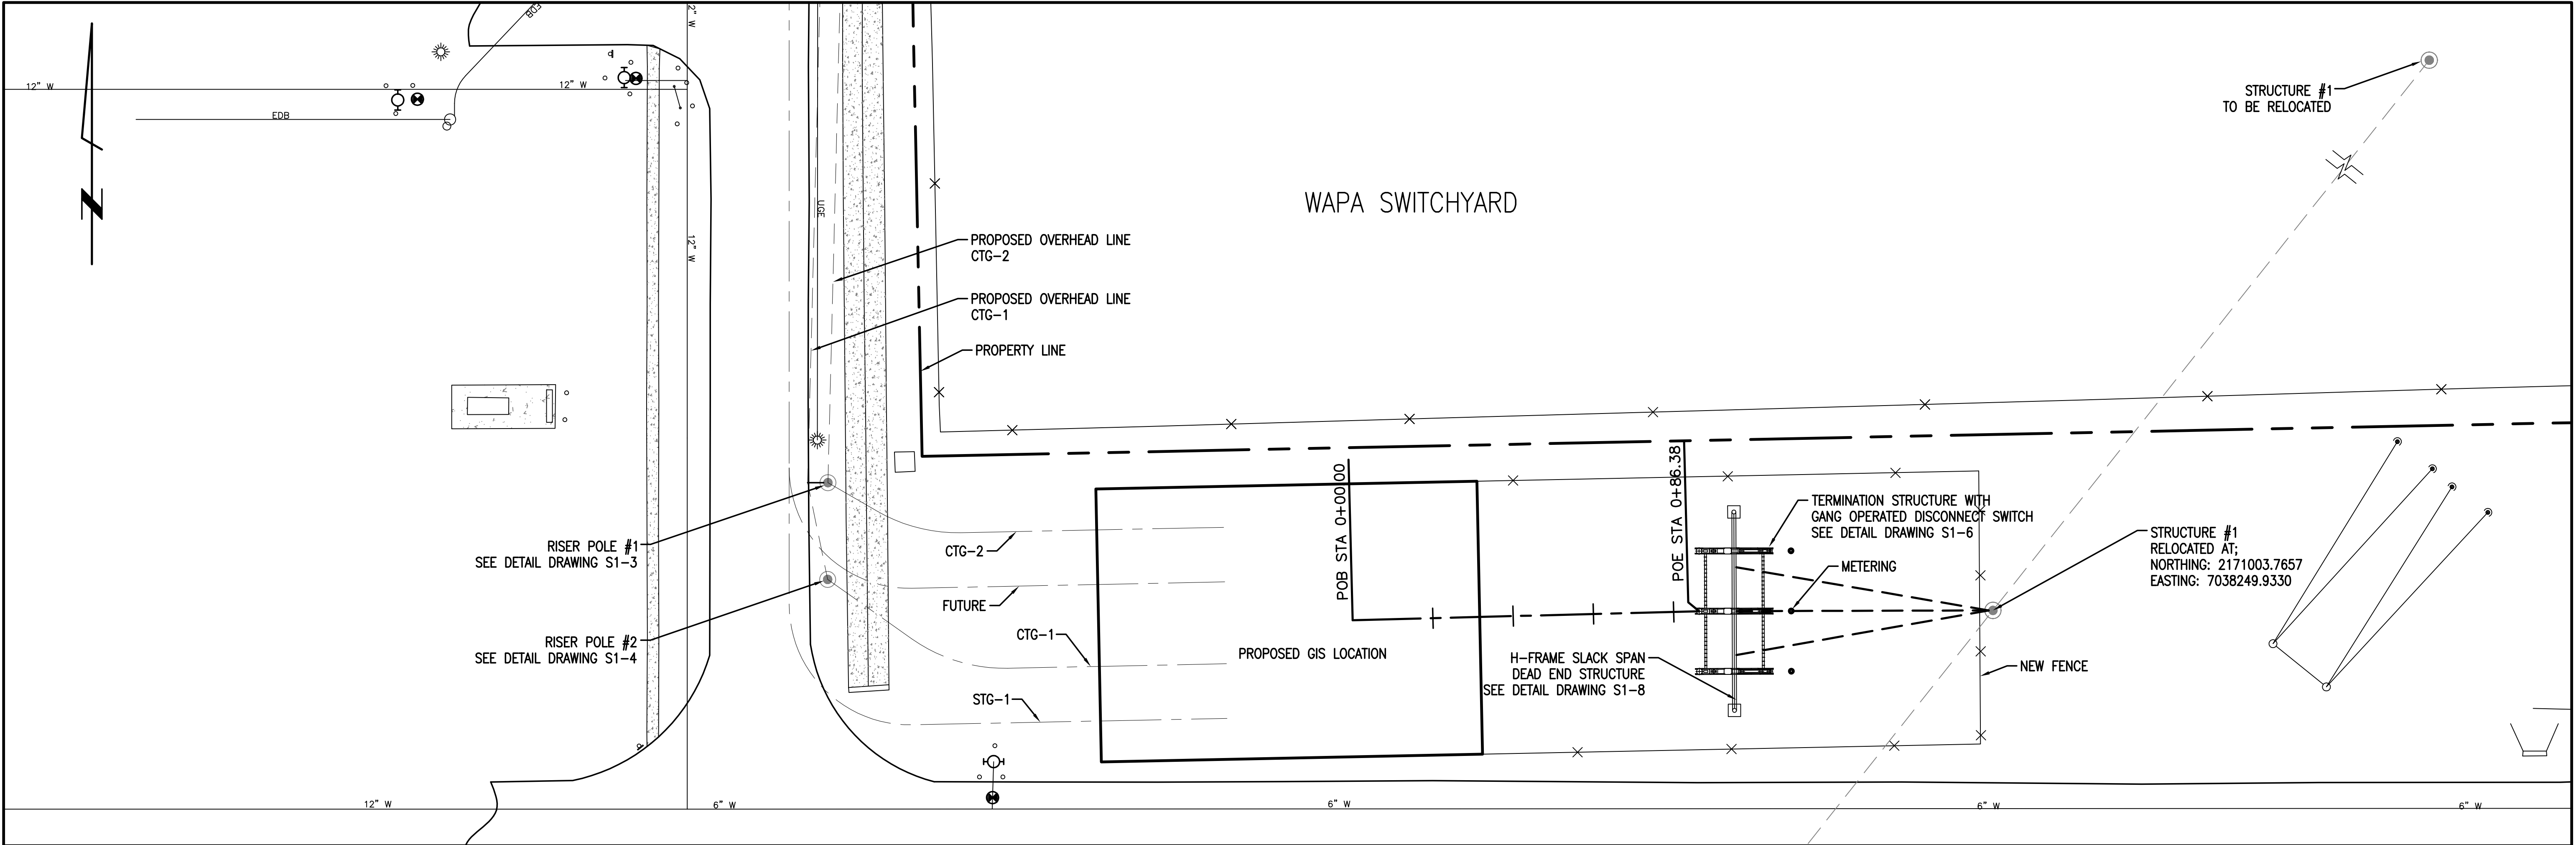 EDB
12" W
12" W
12" W
EDB
N
12" W
UGE
WAPA SWITCHYARD
STRUCTURE #1
TO BE RELOCATED
PROPOSED OVERHEAD LINE
CTG-2
PROPOSED OVERHEAD LINE
CTG-1
PROPERTY LINE
RISER POLE #1
SEE DETAIL DRAWING S1-3
RISER POLE #2
SEE DETAIL DRAWING S1-4
CTG-2
FUTURE
CTG-1
STG-1
PROPOSED GIS LOCATION
POB STA 0+00.00
POE STA 0+86.38
TERMINATION STRUCTURE WITH
GANG OPERATED DISCONNECT SWITCH
SEE DETAIL DRAWING S1-6
METERING
H-FRAME SLACK SPAN
DEAD END STRUCTURE
SEE DETAIL DRAWING S1-8
STRUCTURE #1
RELOCATED AT;
NORTHING: 2171003.7657
EASTING: 7038249.9330
NEW FENCE
12" W
6" W
6" W
6" W
6" W